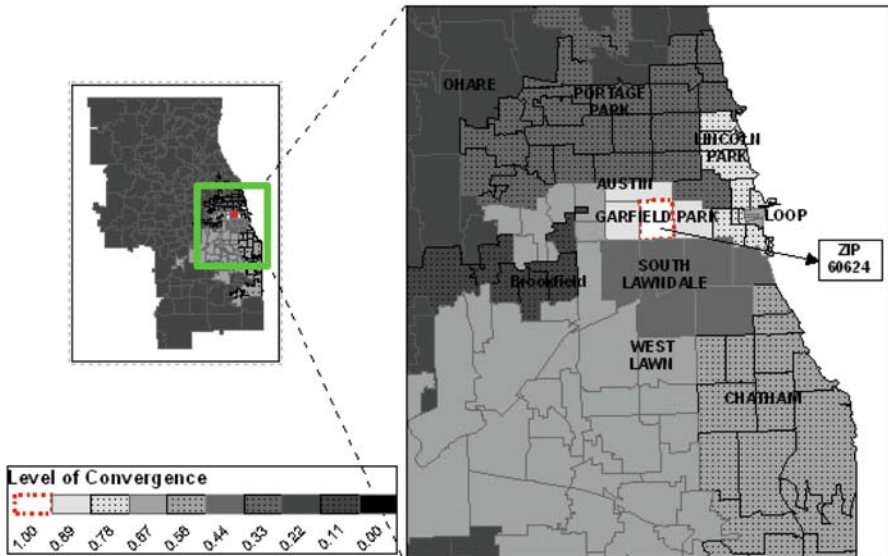 OHARE
PORTAGE
PARK
LINCOLN
PARK
AUSTIN
GARFIELD PARK
LOOP
ZIP
60624
SOUTH
LAWNDALE
Brookfield
WEST
LAWN
CHATHAM
Level of Convergence
1.00
0.89
0.78
0.67
0.56
0.44
0.33
0.22
0.11
0.00